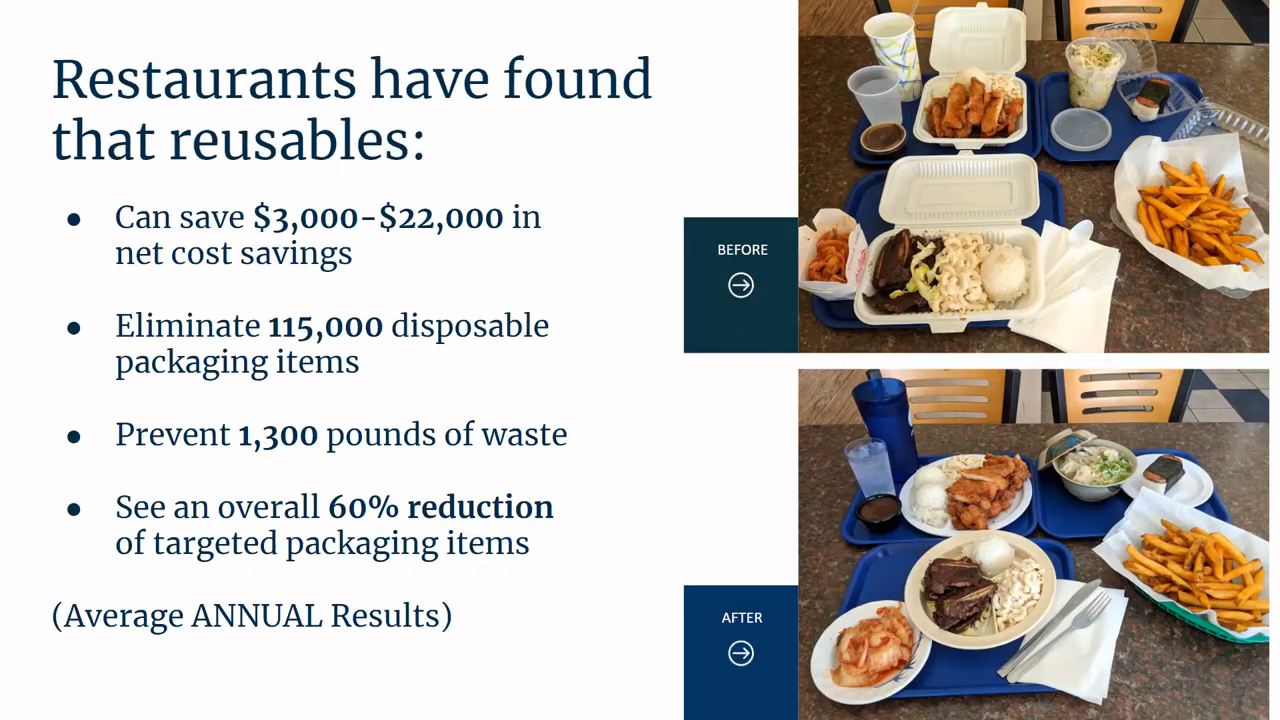 Restaurants have found
that reusables:
● Can save $3,000-$22,000 in
net cost savings
● Eliminate 115,000 disposable
packaging items
● Prevent 1,300 pounds of waste
● See an overall 60% reduction
of targeted packaging items
(Average ANNUAL Results)
BEFORE
AFTER